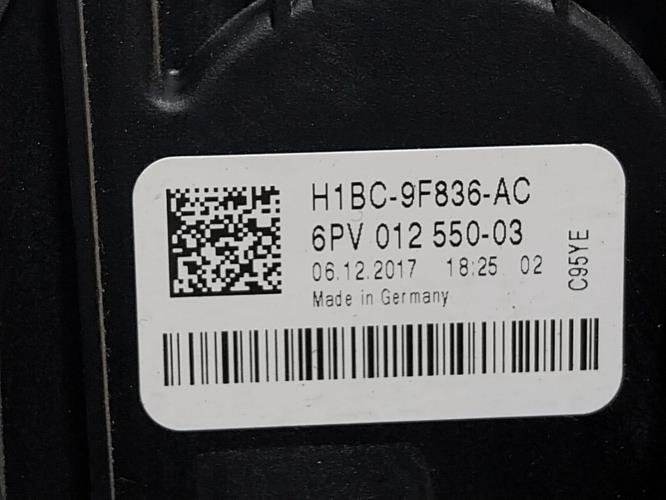 H1BC-9F836-AC
6PV 012 550-03
06.12.2017 18:25 02
Made in Germany
C95YE